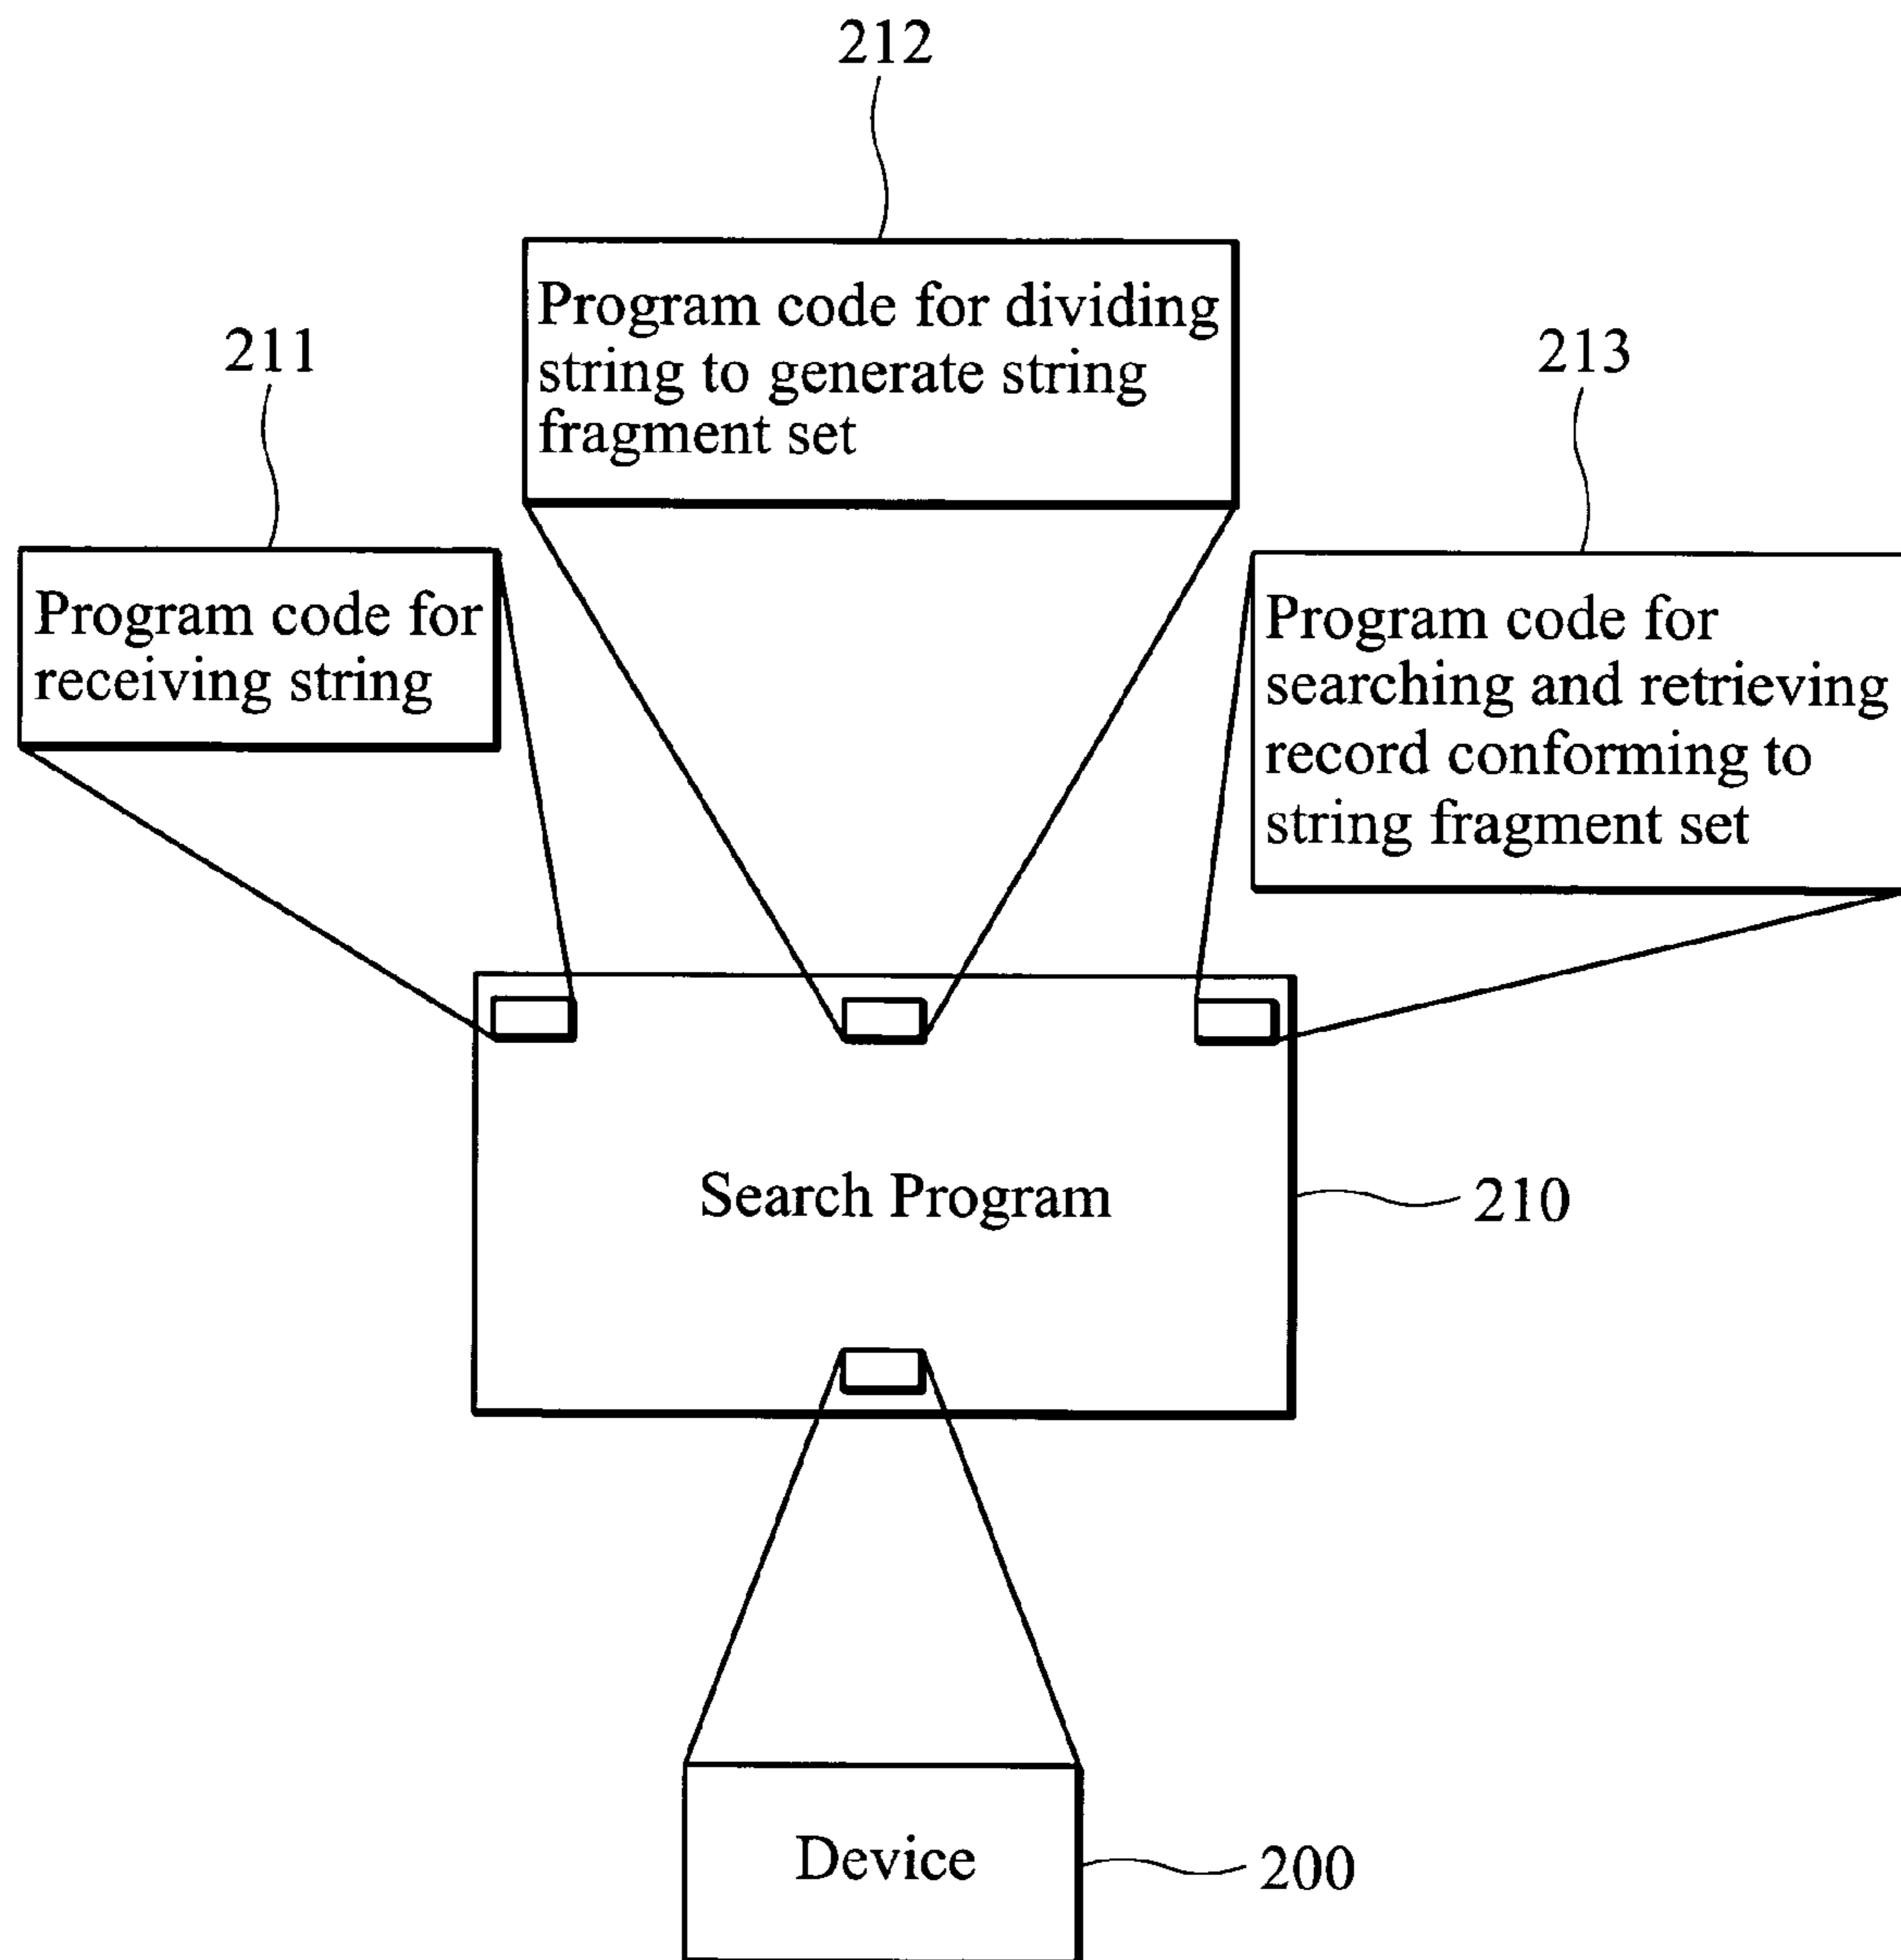 212
Program code for dividing
string to generate string
fragment set
211
Program code for
receiving string
213
Program code for
searching and retrieving
record conforming to
string fragment set
Search Program
210
Device
200